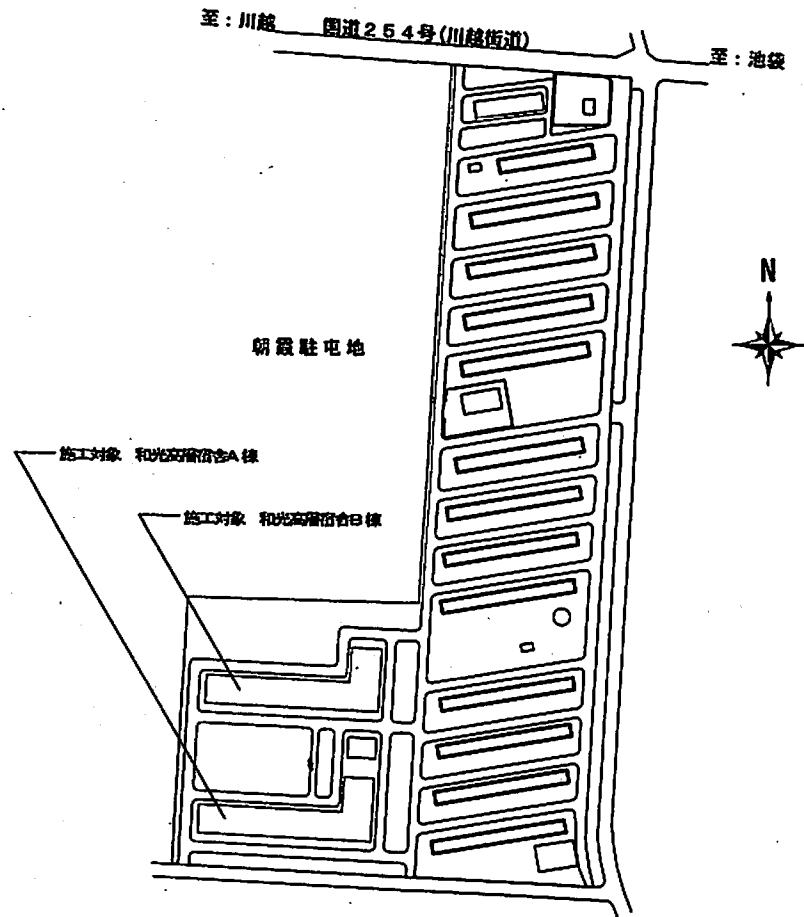 至：川越
国道２５４号(川越街道)
至：池袋
N
朝霞駐屯地
施工対象 和光高層宿舎A棟
施工対象 和光高層宿舎B棟